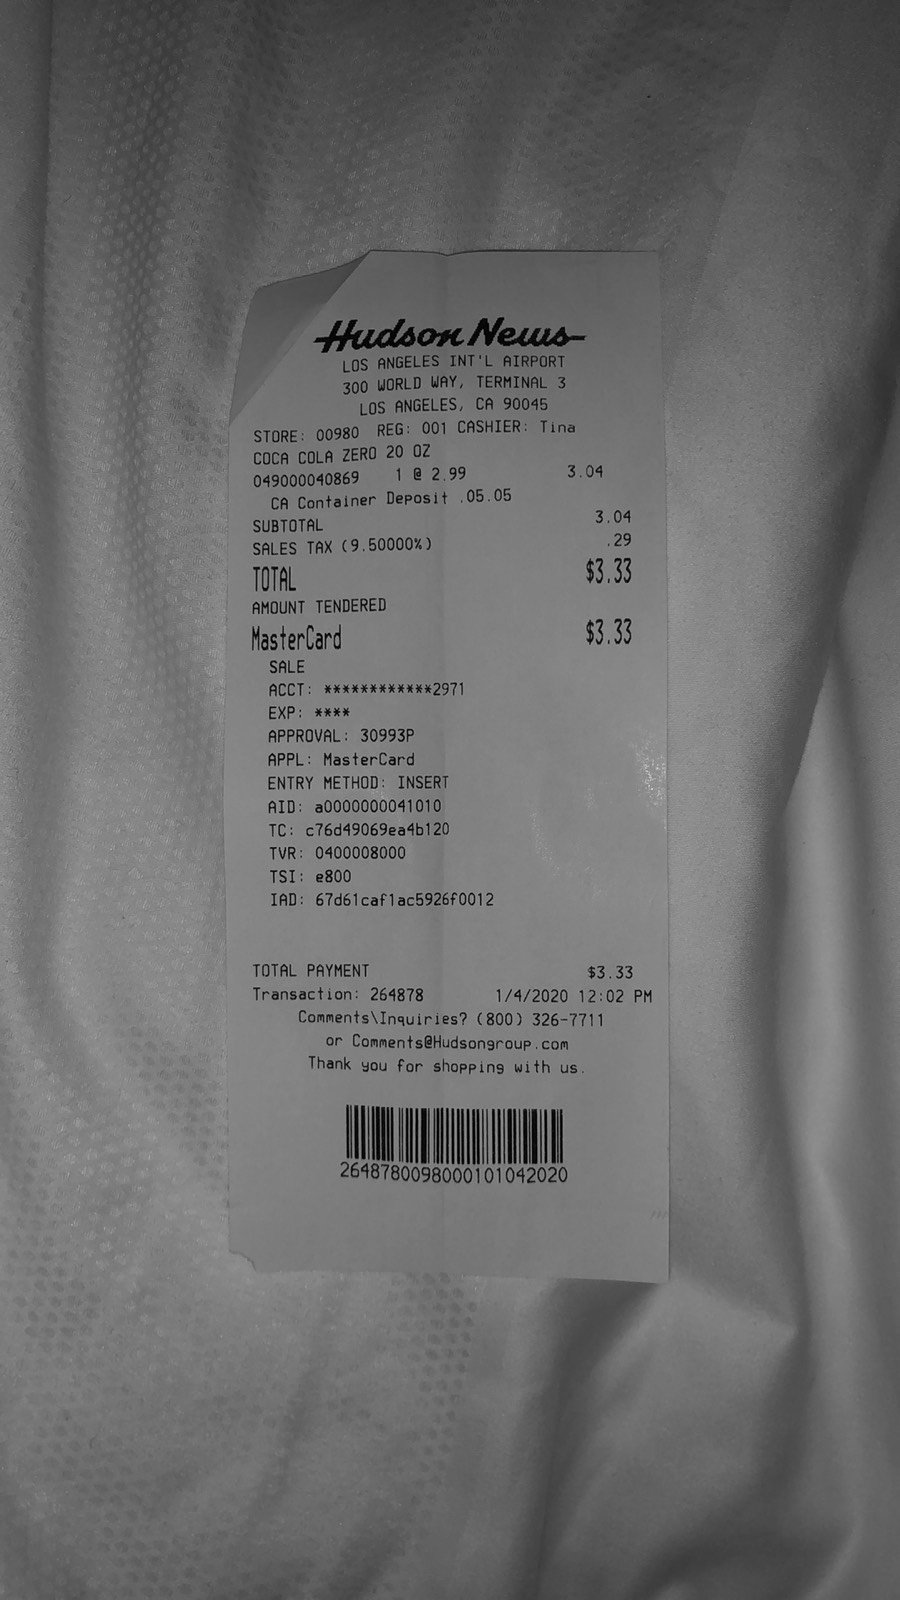 Hudson News
LOS ANGELES INT'L AIRPORT
300 WORLD WAY, TERMINAL 3
LOS ANGELES, CA 90045
STORE: 00980 REG: 001 CASHIER: Tina
COCA COLA ZERO 20 OZ
049000040869 1 @ 2.99 3.04
CA Container Deposit .05.05
SUBTOTAL 3.04
SALES TAX (9.50000%) .29
TOTAL $3.33
AMOUNT TENDERED
MasterCard $3.33
SALE
ACCT: ************2971
EXP: ****
APPROVAL: 30993P
APPL: MasterCard
ENTRY METHOD: INSERT
AID: a0000000041010
TC: c76d49069ea4b120
TVR: 0400008000
TSI: e800
IAD: 67d61caf1ac5926f0012
TOTAL PAYMENT $3.33
Transaction: 264878 1/4/2020 12:02 PM
Comments\Inquiries? (800) 326-7711
or Comments@Hudsongroup.com
Thank you for shopping with us.
2648780098000101042020